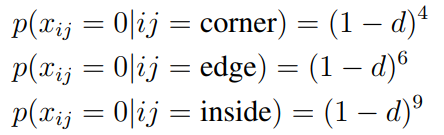 p(x_{ij} = 0|ij = corner) = (1 − d)^4
p(x_{ij} = 0|ij = edge) = (1 − d)^6
p(x_{ij} = 0|ij = inside) = (1 − d)^9